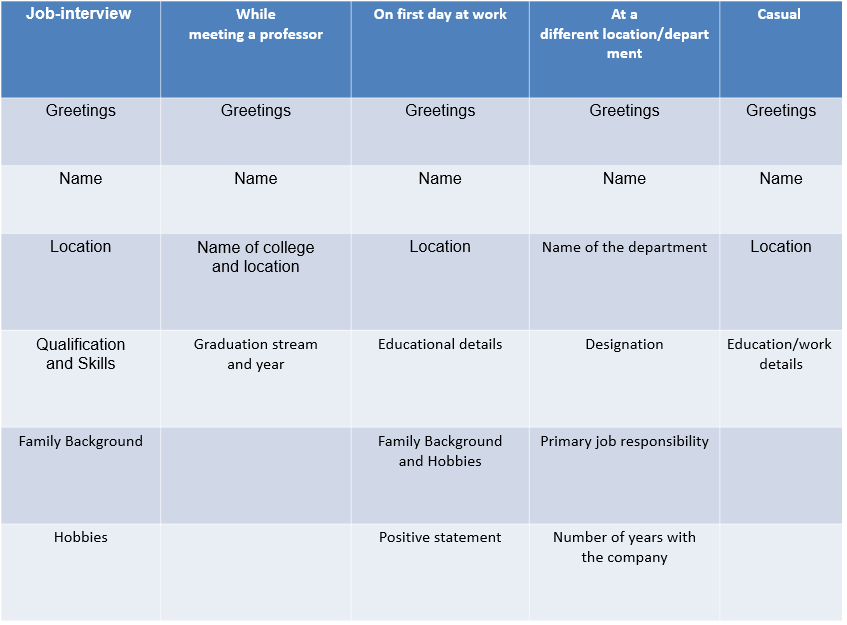 Job-interview
While
meeting a professor
On first day at work
At a
different location/depart
ment
Casual
Greetings
Greetings
Greetings
Greetings
Greetings
Name
Name
Name
Name
Name
Location
Name of college
and location
Location
Name of the department
Location
Qualification
and Skills
Graduation stream
and year
Educational details
Designation
Education/work
details
Family Background
Family Background
and Hobbies
Primary job responsibility
Hobbies
Positive statement
Number of years with
the company